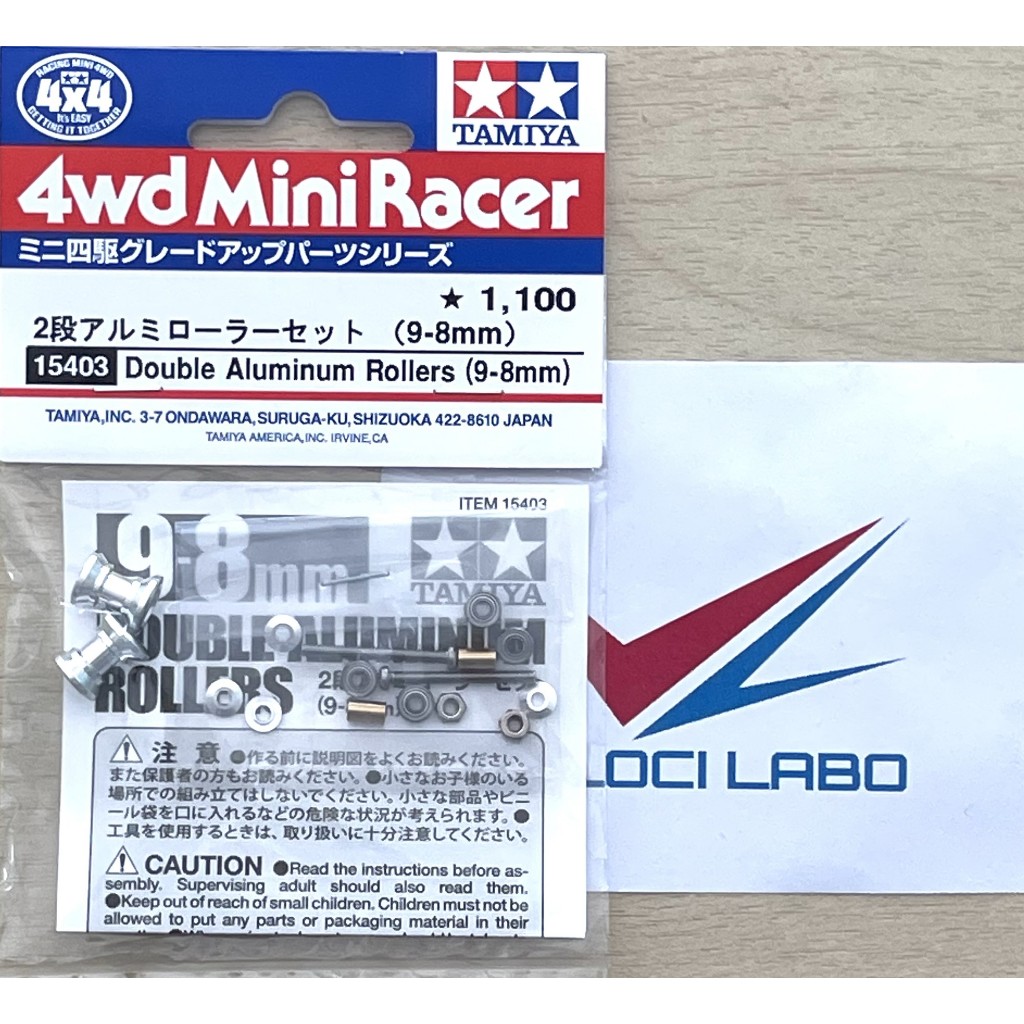 RACING MINI 4WD
4x4
It's EASY
GETTING IT TOGETHER
TAMIYA
4wd Mini Racer
ミニ四駆グレードアップパーツシリーズ
★ 1,100
2段アルミローラーセット (9-8mm)
15403 Double Aluminum Rollers (9-8mm)
TAMIYA,INC. 3-7 ONDAWARA, SURUGA-KU, SHIZUOKA 422-8610 JAPAN
TAMIYA AMERICA, INC. IRVINE, CA
ITEM 15403
9-8mm
TAMIYA
DOUBLE ALUMINUM
ROLLERS
2段
(9-
注意 ●作る前に説明図をよくお読みください。
また保護者の方もお読みください。●小さなお子様のいる
場所での組み立てはしないでください。小さな部品やビニ
ール袋を口に入れるなどの危険な状況が考えられます。●
工具を使用するときは、取り扱いに十分注意してください。
CAUTION ●Read the instructions before as-
sembly. Supervising adult should also read them.
●Keep out of reach of small children. Children must not be
allowed to put any parts or packaging material in their
LOCI LABO